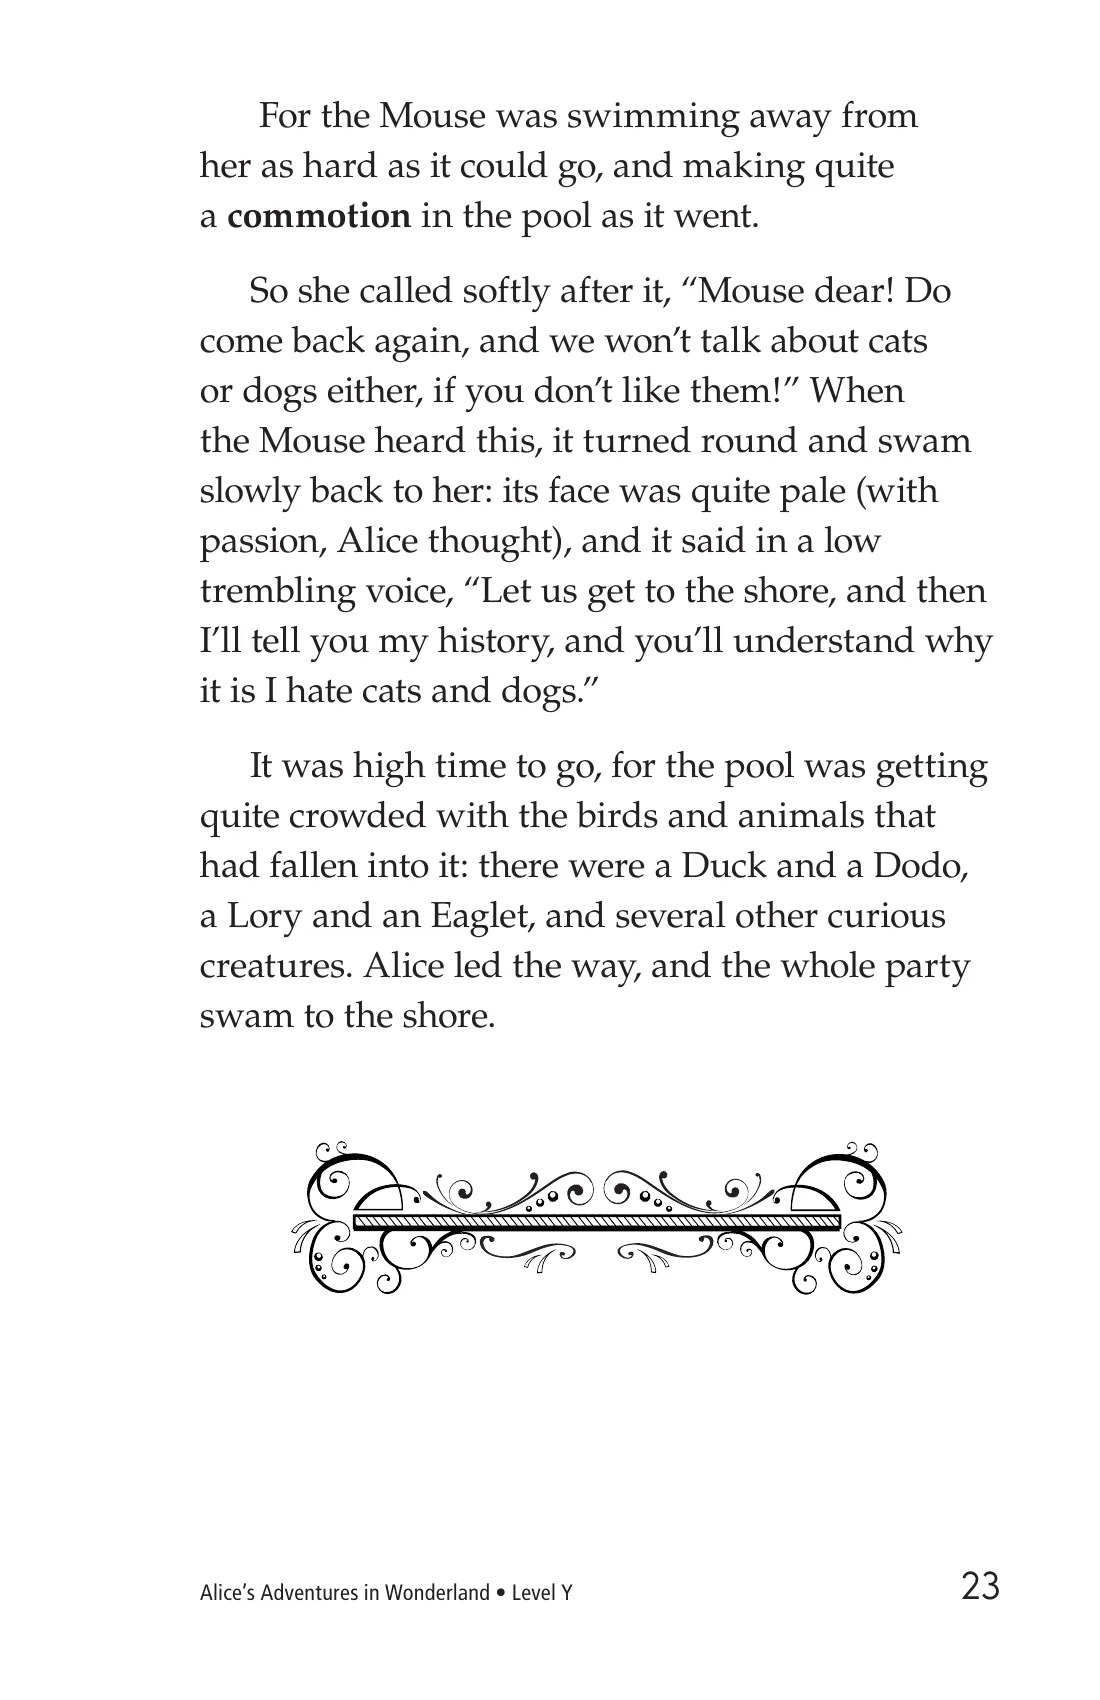 For the Mouse was swimming away from
her as hard as it could go, and making quite
a commotion in the pool as it went.
So she called softly after it, “Mouse dear! Do
come back again, and we won’t talk about cats
or dogs either, if you don’t like them!” When
the Mouse heard this, it turned round and swam
slowly back to her: its face was quite pale (with
passion, Alice thought), and it said in a low
trembling voice, “Let us get to the shore, and then
I’ll tell you my history, and you’ll understand why
it is I hate cats and dogs.”
It was high time to go, for the pool was getting
quite crowded with the birds and animals that
had fallen into it: there were a Duck and a Dodo,
a Lory and an Eaglet, and several other curious
creatures. Alice led the way, and the whole party
swam to the shore.
Alice’s Adventures in Wonderland • Level Y
23